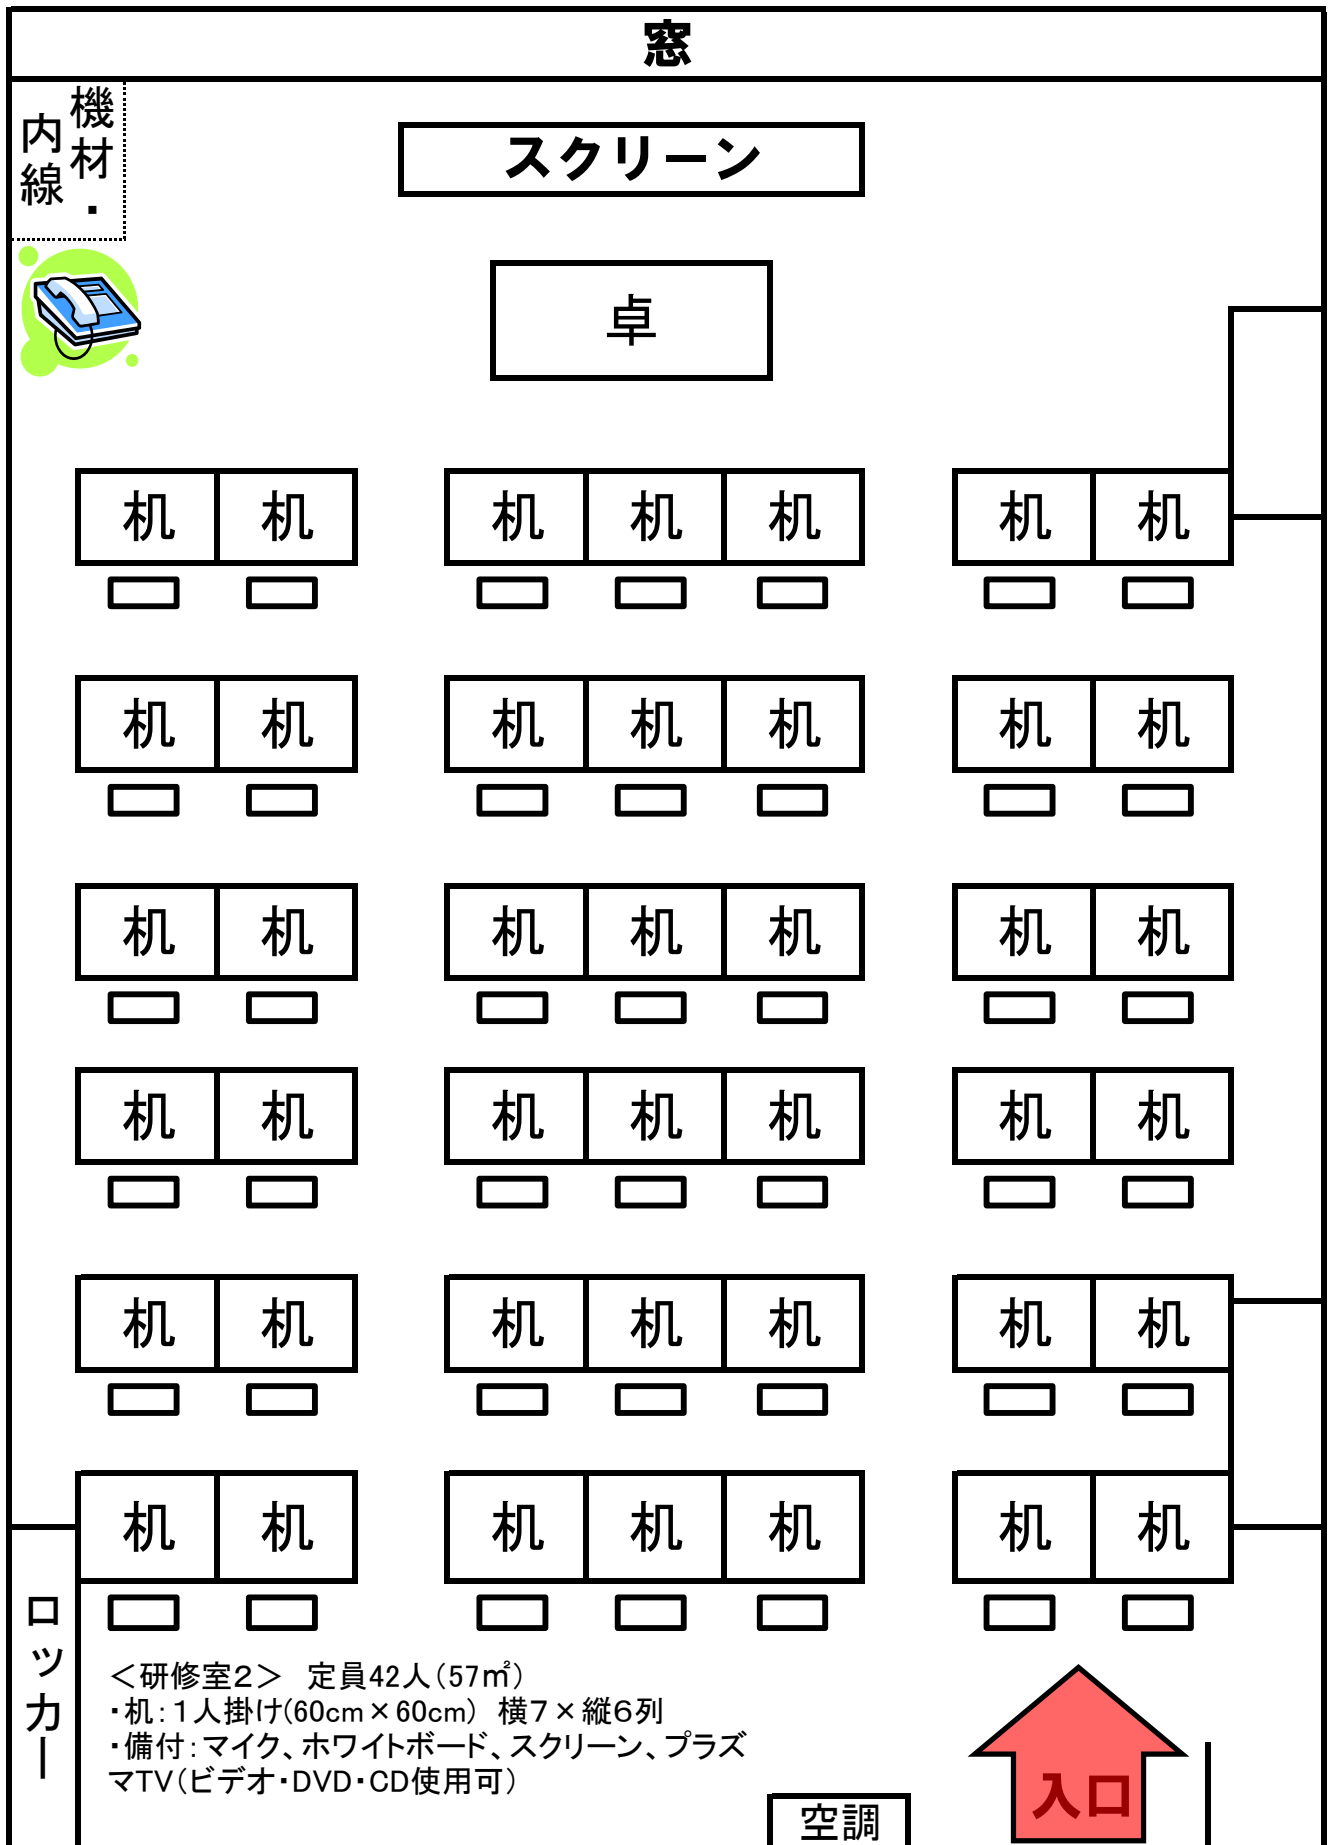 窓
機材・
内線
スクリーン
卓
机 机 机 机 机 机 机
机 机 机 机 机 机 机
机 机 机 机 机 机 机
机 机 机 机 机 机 机
机 机 机 机 机 机 机
机 机 机 机 机 机 机
ロッカー
＜研修室２＞　定員42人（57㎡）
・机：１人掛け(60cm×60cm)　横７×縦６列
・備付：マイク、ホワイトボード、スクリーン、プラズ
マTV（ビデオ・DVD・CD使用可）
入口
空調